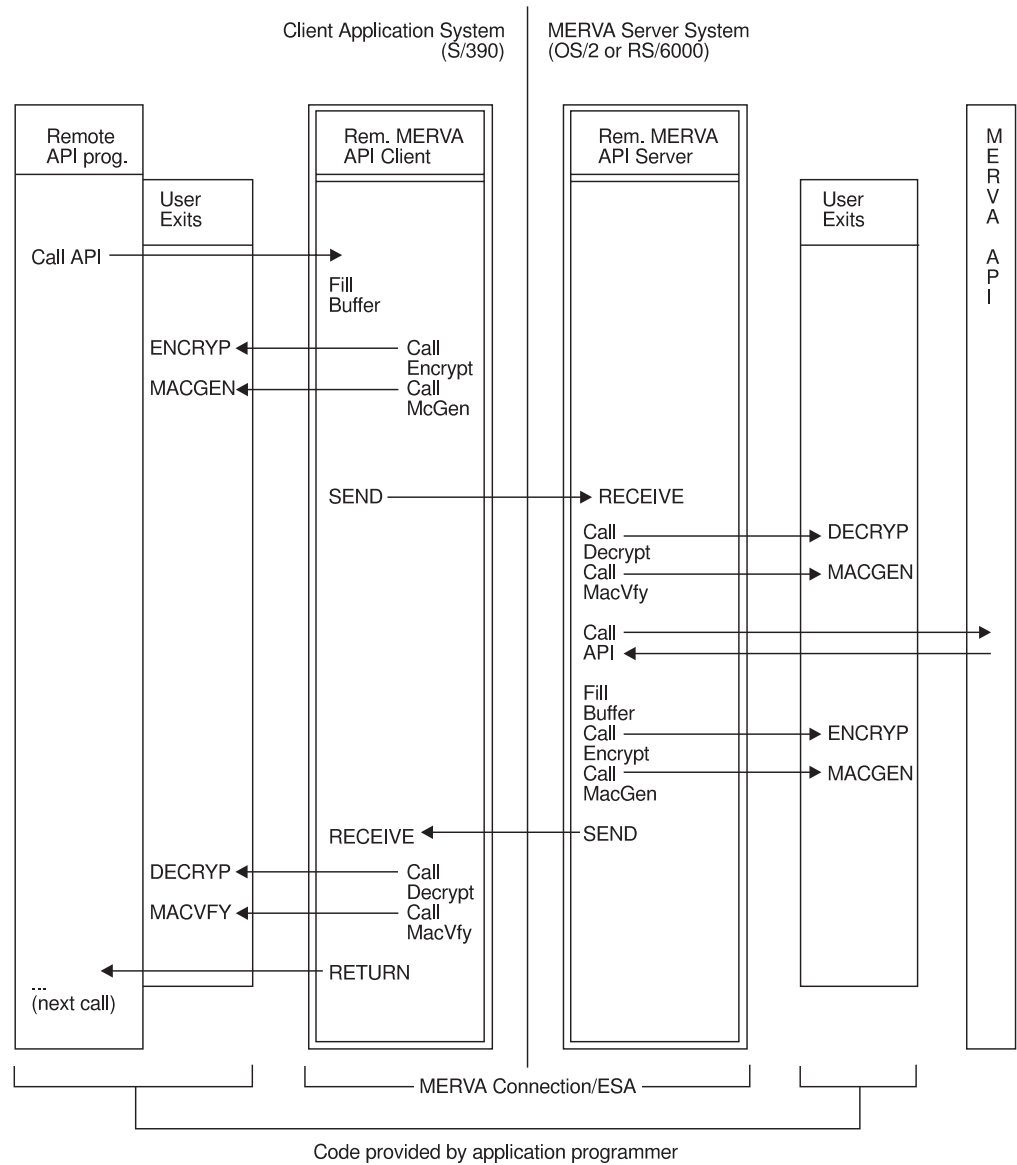 Client Application System
(S/390)
MERVA Server System
(OS/2 or RS/6000)
Remote
API prog.
Rem. MERVA
API Client
Rem. MERVA
API Server
M
E
R
V
A
A
P
I
User
Exits
User
Exits
Call API
Fill
Buffer
ENCRYP
Call
Encrypt
MACGEN
Call
McGen
SEND
RECEIVE
Call
Decrypt
DECRYP
Call
MacVfy
MACGEN
Call
API
Fill
Buffer
Call
Encrypt
ENCRYP
Call
MacGen
MACGEN
RECEIVE
SEND
DECRYP
Call
Decrypt
MACVFY
Call
MacVfy
RETURN
...
(next call)
MERVA Connection/ESA
Code provided by application programmer